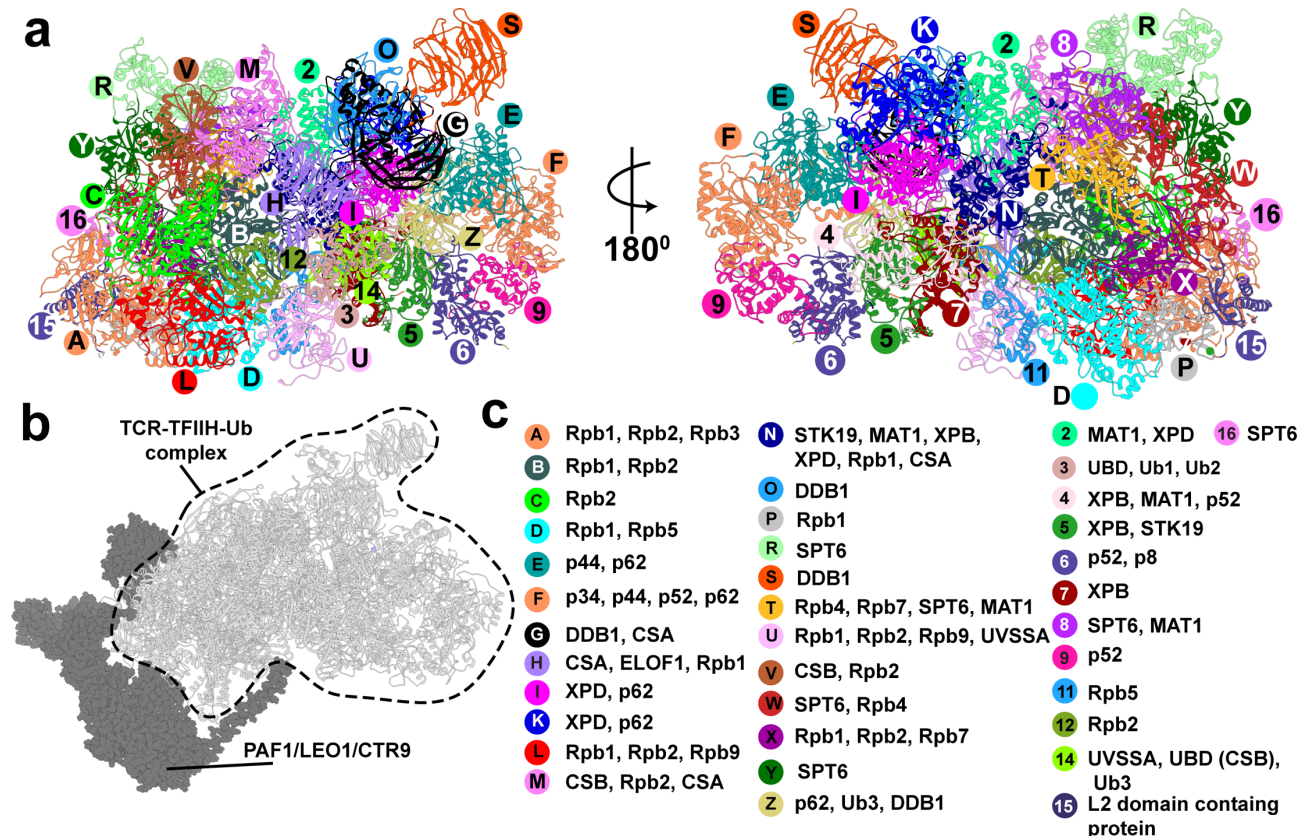 a
R
V
M
2
O
S
Y
G
E
C
F
16
H
B
I
Z
12
14
15
A
3
5
6
9
L
D
U
180⁰
S
K
2
8
R
E
Y
F
T
W
I
N
16
4
X
9
7
6
5
11
P
15
D
b
TCR-TFIIH-Ub
complex
PAF1/LEO1/CTR9
c
A Rpb1, Rpb2, Rpb3
B Rpb1, Rpb2
C Rpb2
D Rpb1, Rpb5
E p44, p62
F p34, p44, p52, p62
G DDB1, CSA
H CSA, ELOF1, Rpb1
I XPD, p62
K XPD, p62
L Rpb1, Rpb2, Rpb9
M CSB, Rpb2, CSA
N STK19, MAT1, XPB,
XPD, Rpb1, CSA
O DDB1
P Rpb1
R SPT6
S DDB1
T Rpb4, Rpb7, SPT6, MAT1
U Rpb1, Rpb2, Rpb9, UVSSA
V CSB, Rpb2
W SPT6, Rpb4
X Rpb1, Rpb2, Rpb7
Y SPT6
Z p62, Ub3, DDB1
2 MAT1, XPD 16 SPT6
3 UBD, Ub1, Ub2
4 XPB, MAT1, p52
5 XPB, STK19
6 p52, p8
7 XPB
8 SPT6, MAT1
9 p52
11 Rpb5
12 Rpb2
14 UVSSA, UBD (CSB),
Ub3
15 L2 domain containg
protein